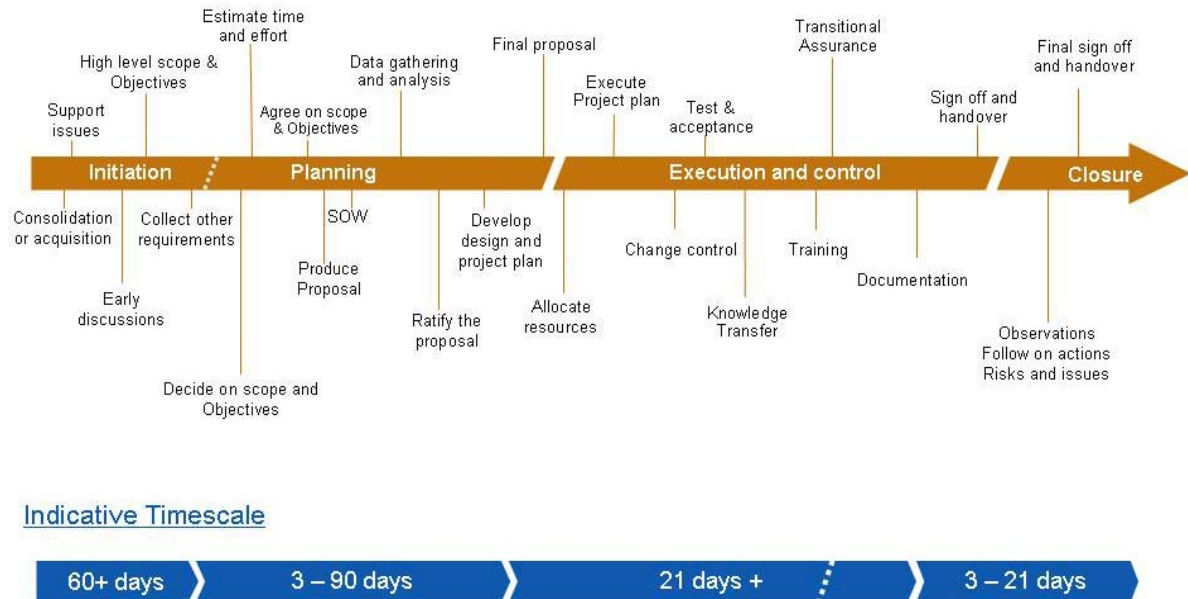 Estimate time
and effort
High level scope &
Objectives
Support
issues
Agree on scope
& Objectives
Data gathering
and analysis
Final proposal
Execute
Project plan
Test &
acceptance
Transitional
Assurance
Sign off and
handover
Final sign off
and handover
Initiation
Planning
Execution and control
Closure
Consolidation
or acquisition
Early
discussions
Collect other
requirements
Decide on scope and
Objectives
Produce
Proposal
SOW
Ratify the
proposal
Develop
design and
project plan
Allocate
resources
Change control
Knowledge
Transfer
Training
Documentation
Observations
Follow on actions
Risks and issues
Indicative Timescale
60+ days
3 – 90 days
21 days +
3 – 21 days